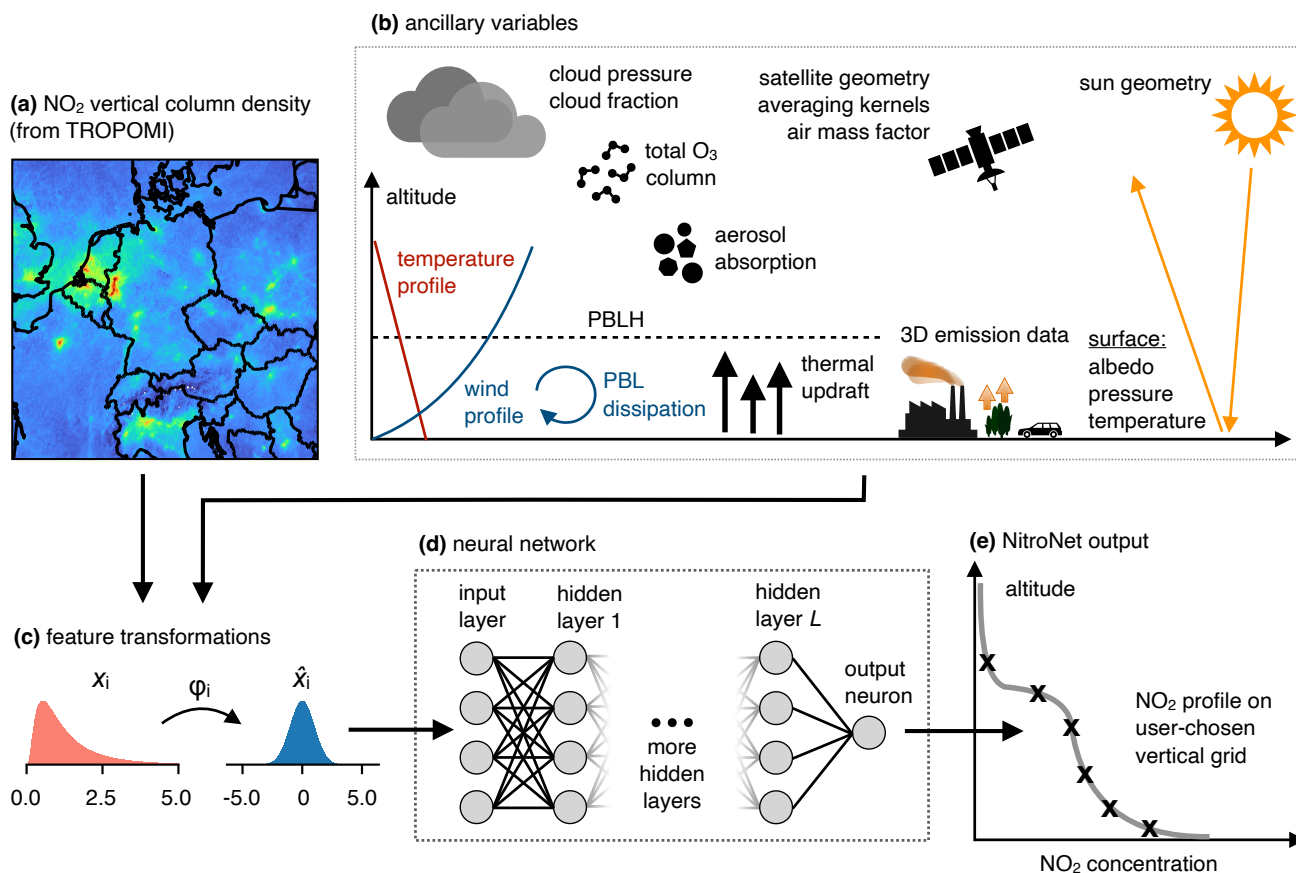 (b) ancillary variables
(a) NO₂ vertical column density
(from TROPOMI)
cloud pressure
cloud fraction
satellite geometry
averaging kernels
air mass factor
sun geometry
total O₃
column
altitude
aerosol
absorption
temperature
profile
PBLH
3D emission data
surface:
albedo
pressure
temperature
thermal
updraft
wind
profile
PBL
dissipation
(c) feature transformations
xᵢ
φᵢ
x̂ᵢ
0.0 2.5 5.0
-5.0 0 5.0
(d) neural network
input
layer
hidden
layer 1
hidden
layer L
output
neuron
more
hidden
layers
(e) NitroNet output
altitude
NO₂ profile on
user-chosen
vertical grid
NO₂ concentration